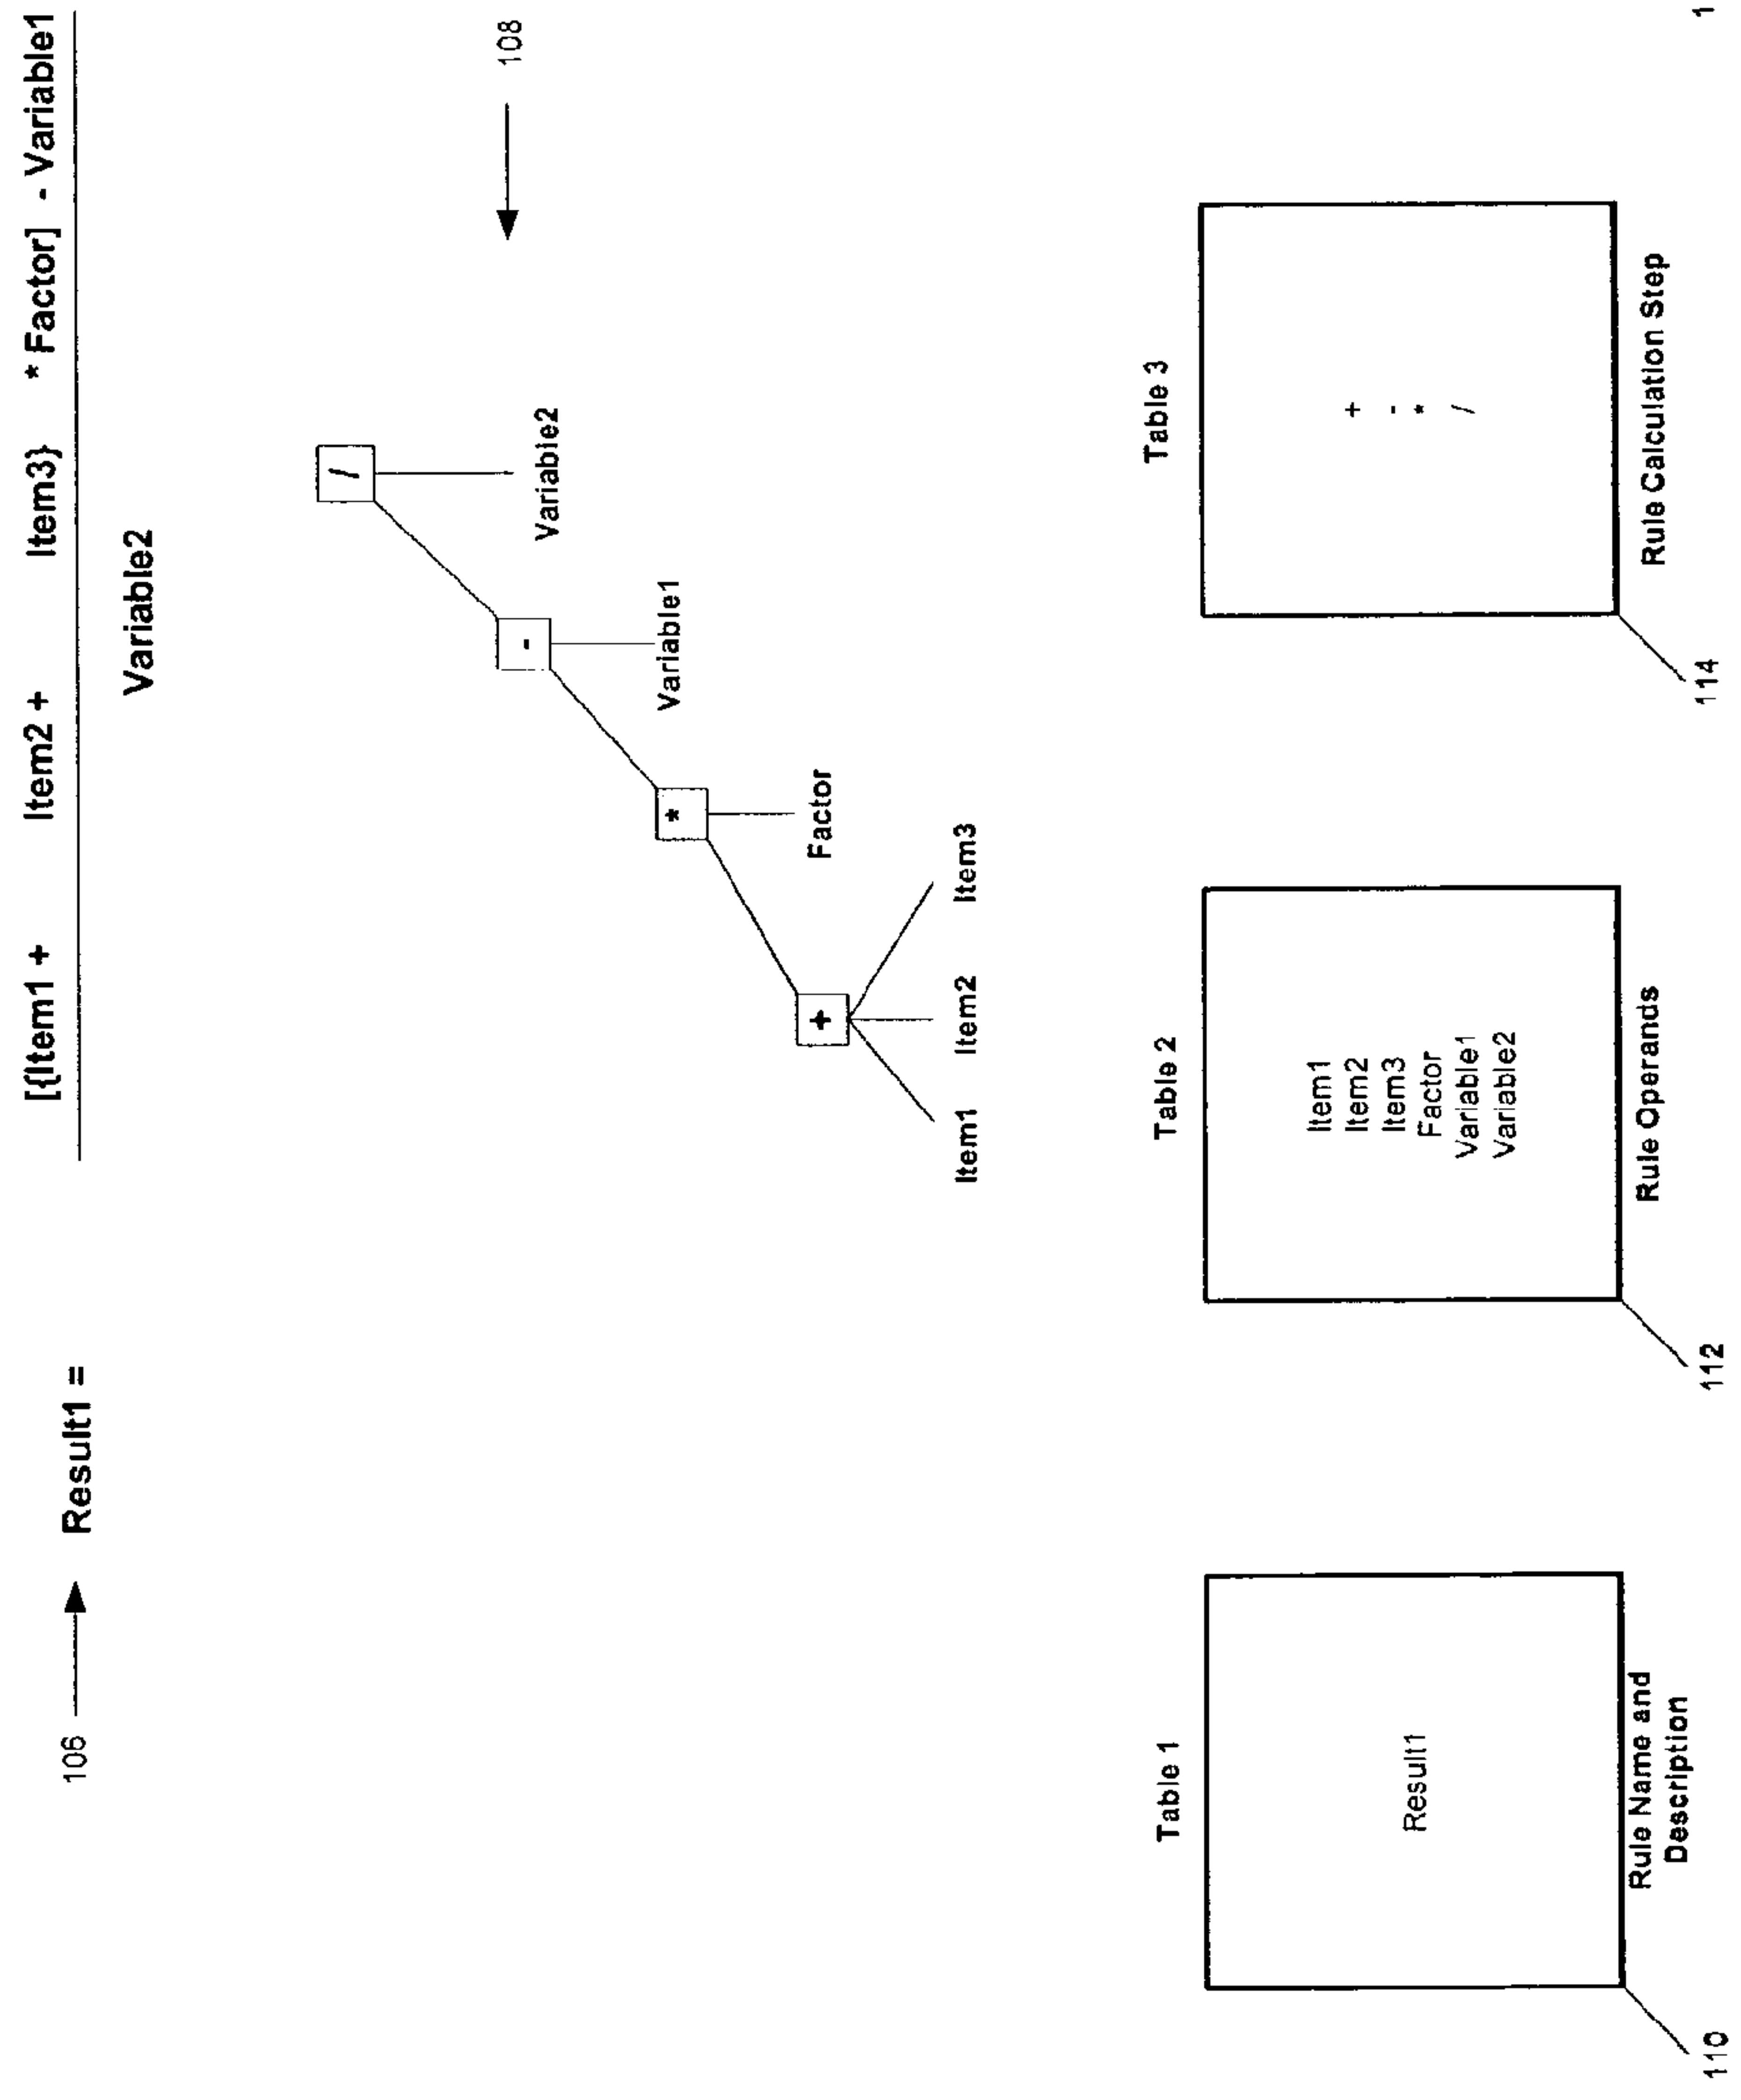 [{Item1 + Item2 + Item3} * Factor] - Variable1
106 Result1 =
Variable2
/
108
Variable2
-
Variable1
*
Factor
+
Item1 Item2 Item3
Table 1 Table 2 Table 3
Result1
Item1
Item2
Item3
Factor
Variable1
Variable2
+
-
*
/
Rule Name and
Description
Rule Operands
Rule Calculation Step
110 112 114
1